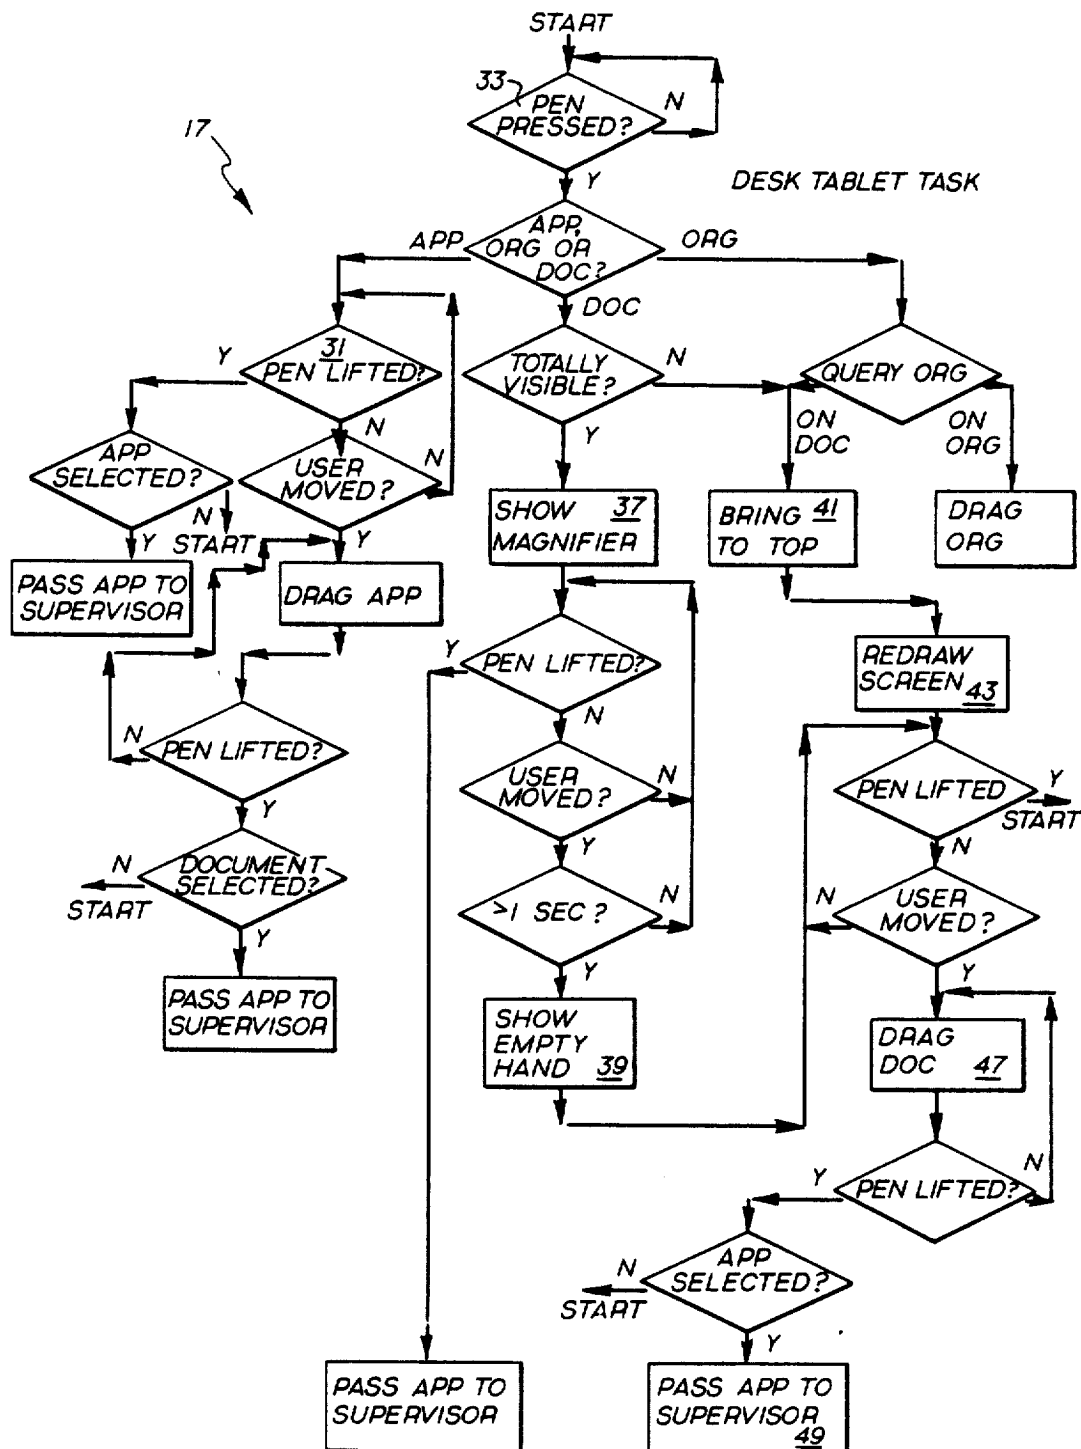 START
33
PEN
PRESSED?
N
17
Y
DESK TABLET TASK
APP
APP,
ORG OR
DOC?
ORG
DOC
Y
31
PEN LIFTED?
TOTALLY
VISIBLE?
N
QUERY ORG
N
N
ON
DOC
ON
ORG
APP
SELECTED?
USER
MOVED?
Y
N
START
Y
Y
SHOW 37
MAGNIFIER
BRING 41
TO TOP
DRAG
ORG
PASS APP TO
SUPERVISOR
DRAG APP
Y
PEN LIFTED?
REDRAW
SCREEN 43
N
N
PEN LIFTED?
USER
MOVED?
N
PEN LIFTED
Y
START
Y
Y
N
N
DOCUMENT
SELECTED?
START
>1 SEC?
N
N
USER
MOVED?
Y
Y
Y
PASS APP TO
SUPERVISOR
SHOW
EMPTY
HAND 39
DRAG
DOC 47
Y
PEN LIFTED?
N
N
APP
SELECTED?
START
Y
PASS APP TO
SUPERVISOR
PASS APP TO
SUPERVISOR
49